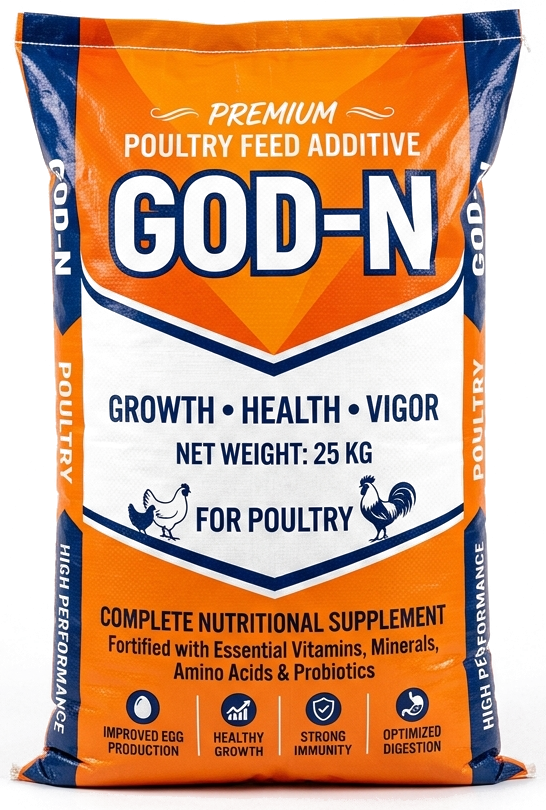 PREMIUM
POULTRY FEED ADDITIVE
GOD-N
GROWTH • HEALTH • VIGOR
NET WEIGHT: 25 KG
FOR POULTRY
COMPLETE NUTRITIONAL SUPPLEMENT
Fortified with Essential Vitamins, Minerals,
Amino Acids & Probiotics
IMPROVED EGG
PRODUCTION
HEALTHY
GROWTH
STRONG
IMMUNITY
OPTIMIZED
DIGESTION
GOD-N
POULTRY
HIGH PERFORMANCE
GOD-N
POULTRY
HIGH PERFORMANCE